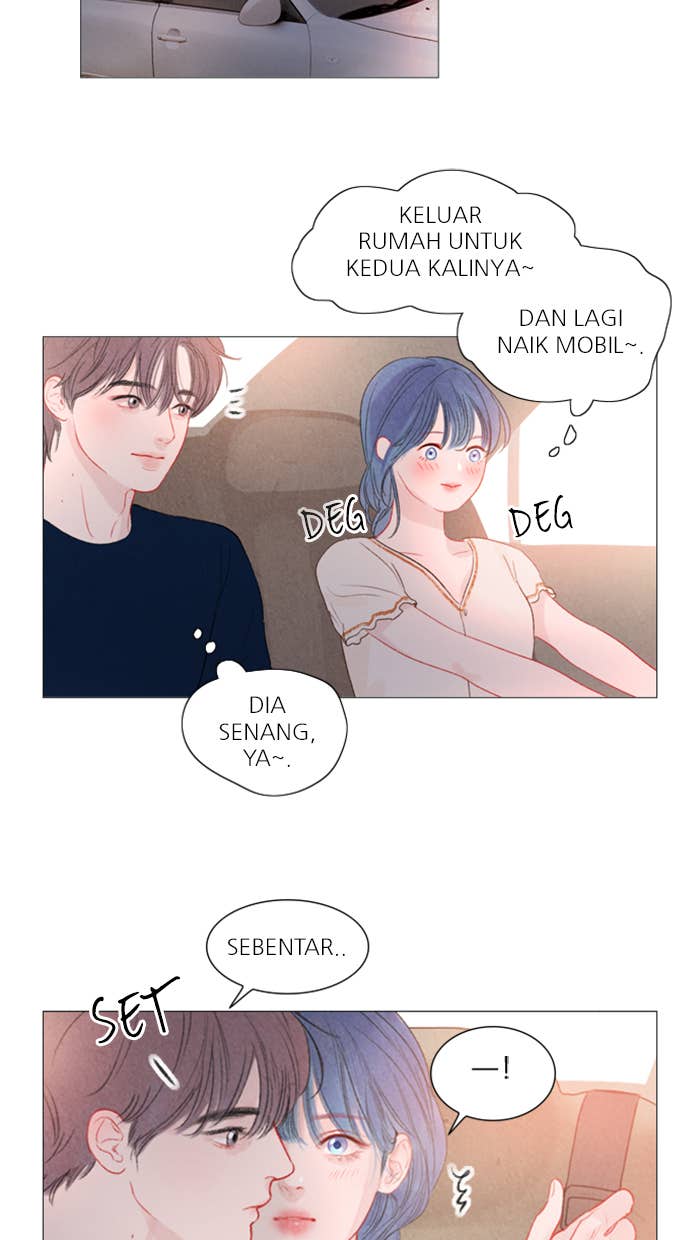 KELUAR
RUMAH UNTUK
KEDUA KALINYA~
DAN LAGI
NAIK MOBIL~.
DEG
DEG
DIA
SENANG,
YA~.
SEBENTAR..
SET
—!